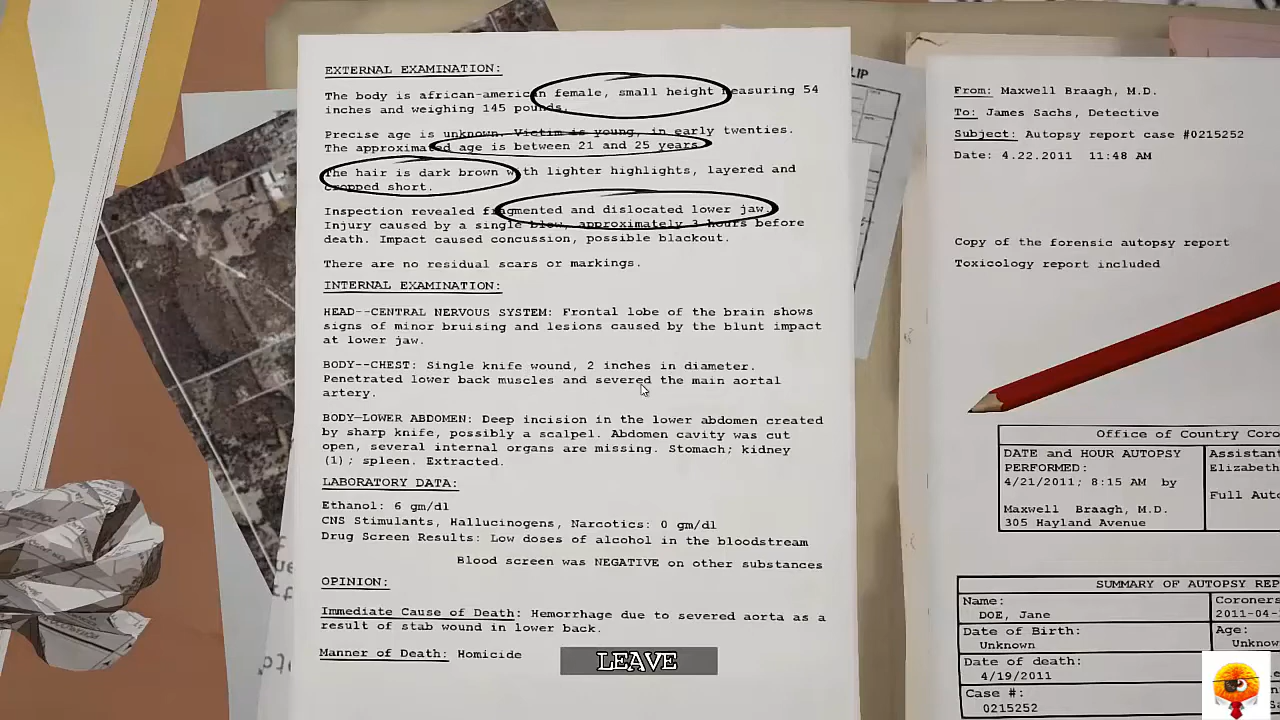 EXTERNAL EXAMINATION:
The body is african-american female, small height measuring 54
inches and weighing 145 pounds.
Precise age is unknown. Victim is young, in early twenties.
The approximated age is between 21 and 25 years.
The hair is dark brown with lighter highlights, layered and
cropped short.
Inspection revealed fragmented and dislocated lower jaw.
Injury caused by a single blow, approximately 2 hours before
death. Impact caused concussion, possible blackout.
There are no residual scars or markings.
INTERNAL EXAMINATION:
HEAD--CENTRAL NERVOUS SYSTEM: Frontal lobe of the brain shows
signs of minor bruising and lesions caused by the blunt impact
at lower jaw.
BODY--CHEST: Single knife wound, 2 inches in diameter.
Penetrated lower back muscles and severed the main aortal
artery.
BODY—LOWER ABDOMEN: Deep incision in the lower abdomen created
by sharp knife, possibly a scalpel. Abdomen cavity was cut
open, several internal organs are missing. Stomach; kidney
(1); spleen. Extracted.
LABORATORY DATA:
Ethanol: 6 gm/dl
CNS Stimulants, Hallucinogens, Narcotics: 0 gm/dl
Drug Screen Results: Low doses of alcohol in the bloodstream
Blood screen was NEGATIVE on other substances
OPINION:
Immediate Cause of Death: Hemorrhage due to severed aorta as a
result of stab wound in lower back.
Manner of Death: Homicide
LEAVE
LIP
From: Maxwell Braagh, M.D.
To: James Sachs, Detective
Subject: Autopsy report case #0215252
Date: 4.22.2011 11:48 AM
Copy of the forensic autopsy report
Toxicology report included
Office of Country Coro
DATE and HOUR AUTOPSY
PERFORMED:
4/21/2011; 8:15 AM by
Maxwell Braagh, M.D.
305 Hayland Avenue
Assistan
Elizabeth
Full Auto
SUMMARY OF AUTOPSY REP
Name:
DOE, Jane
Coroners
2011-04-
Date of Birth:
Unknown
Age:
Unknow
Date of death:
4/19/2011
Case #:
0215252